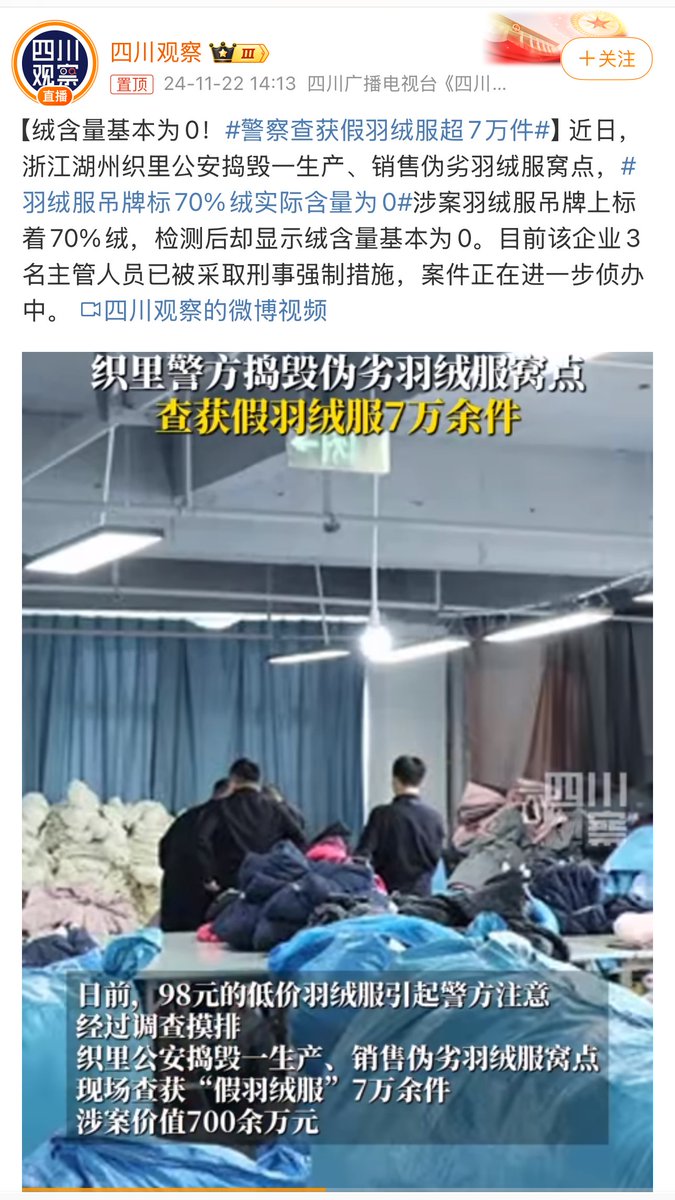 四川观察
直播
四川观察 III
置顶 24-11-22 14:13 四川广播电视台《四川...
+关注
【绒含量基本为0！#警察查获假羽绒服超7万件#】近日，
浙江湖州织里公安捣毁一生产、销售伪劣羽绒服窝点，#
羽绒服吊牌标70%绒实际含量为0#涉案羽绒服吊牌上标
着70%绒，检测后却显示绒含量基本为0。目前该企业3
名主管人员已被采取刑事强制措施，案件正在进一步侦办
中。 四川观察的微博视频
织里警方捣毁伪劣羽绒服窝点
查获假羽绒服7万余件
四川
观察
日前，98元的低价羽绒服引起警方注意
经过调查摸排
织里公安捣毁一生产、销售伪劣羽绒服窝点
现场查获“假羽绒服”7万余件
涉案价值700余万元